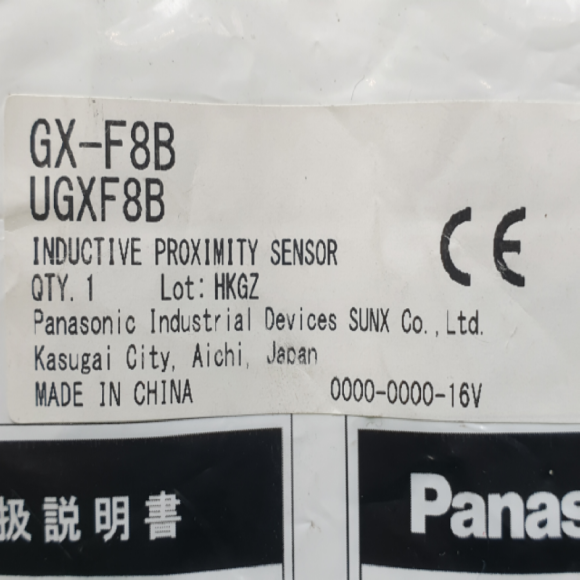 GX-F8B
UGXF8B
INDUCTIVE PROXIMITY SENSOR
CE
QTY. 1 Lot: HKGZ
Panasonic Industrial Devices SUNX Co., Ltd.
Kasugai City, Aichi, Japan
MADE IN CHINA 0000-0000-16V
扱説明書
Panas